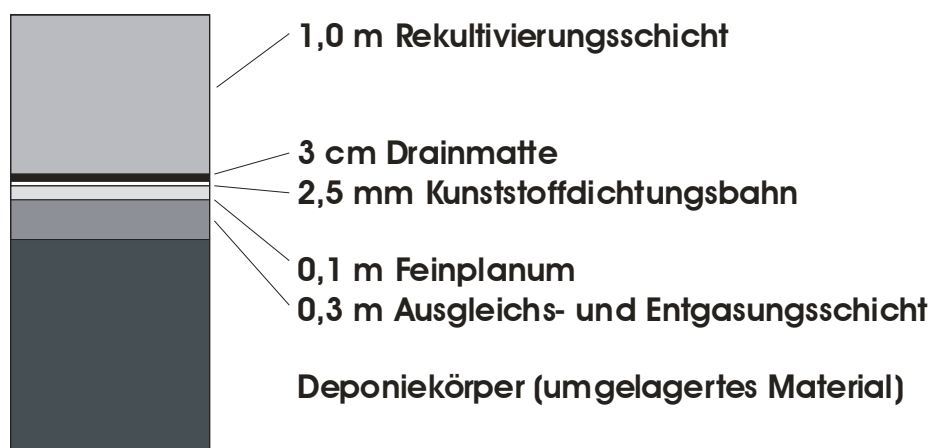 1,0 m Rekultivierungsschicht
3 cm Drainmatte
2,5 mm Kunststoffdichtungsbahn
0,1 m Feinplanum
0,3 m Ausgleichs- und Entgasungsschicht
Deponiekörper (umgelagertes Material)